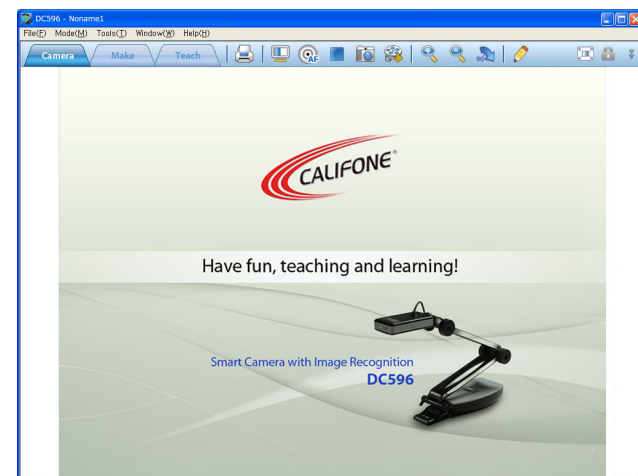 DC596 - Noname1
File(F) Mode(M) Tools(T) Window(W) Help(H)
Camera Make Teach AF 90°
CALIFONE®
Have fun, teaching and learning!
Smart Camera with Image Recognition
DC596